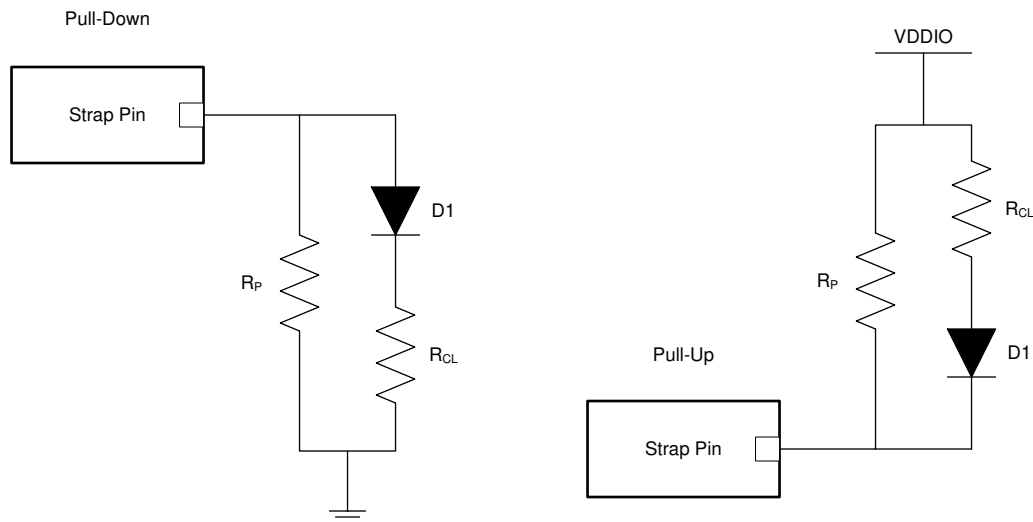 Pull-Down
Strap Pin
D1
RP
RCL
VDDIO
RCL
RP
D1
Pull-Up
Strap Pin